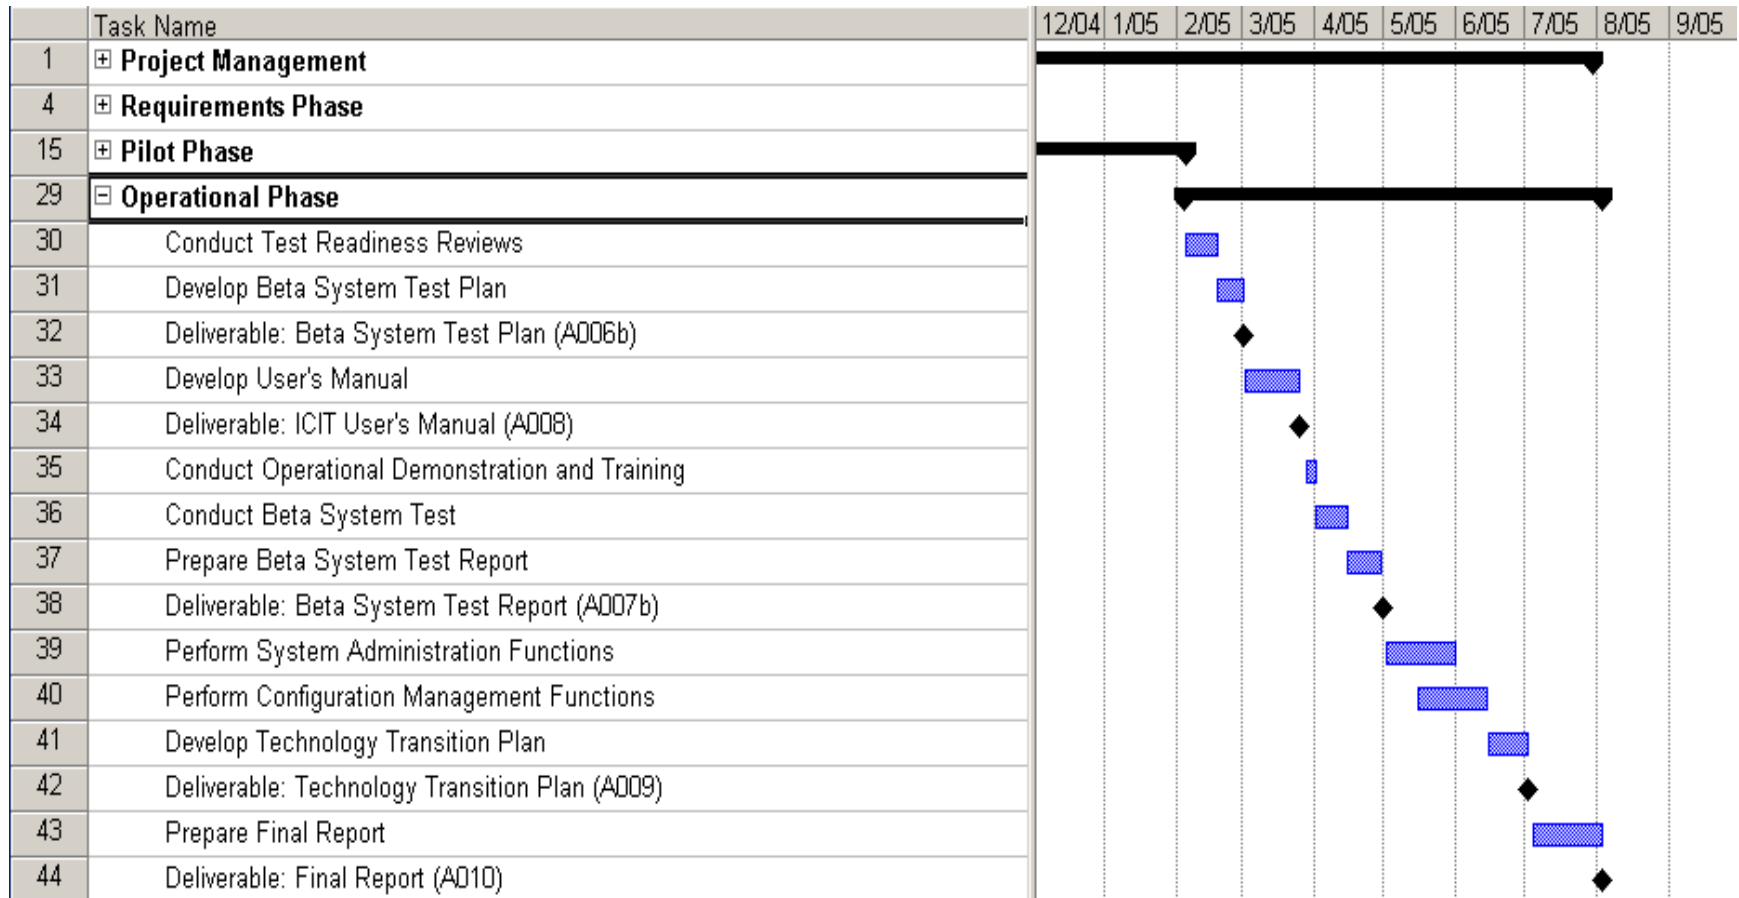 Task Name 12/04 1/05 2/05 3/05 4/05 5/05 6/05 7/05 8/05 9/05
1 Project Management
4 Requirements Phase
15 Pilot Phase
29 Operational Phase
30 Conduct Test Readiness Reviews
31 Develop Beta System Test Plan
32 Deliverable: Beta System Test Plan (A006b)
33 Develop User's Manual
34 Deliverable: ICIT User's Manual (A008)
35 Conduct Operational Demonstration and Training
36 Conduct Beta System Test
37 Prepare Beta System Test Report
38 Deliverable: Beta System Test Report (A007b)
39 Perform System Administration Functions
40 Perform Configuration Management Functions
41 Develop Technology Transition Plan
42 Deliverable: Technology Transition Plan (A009)
43 Prepare Final Report
44 Deliverable: Final Report (A010)